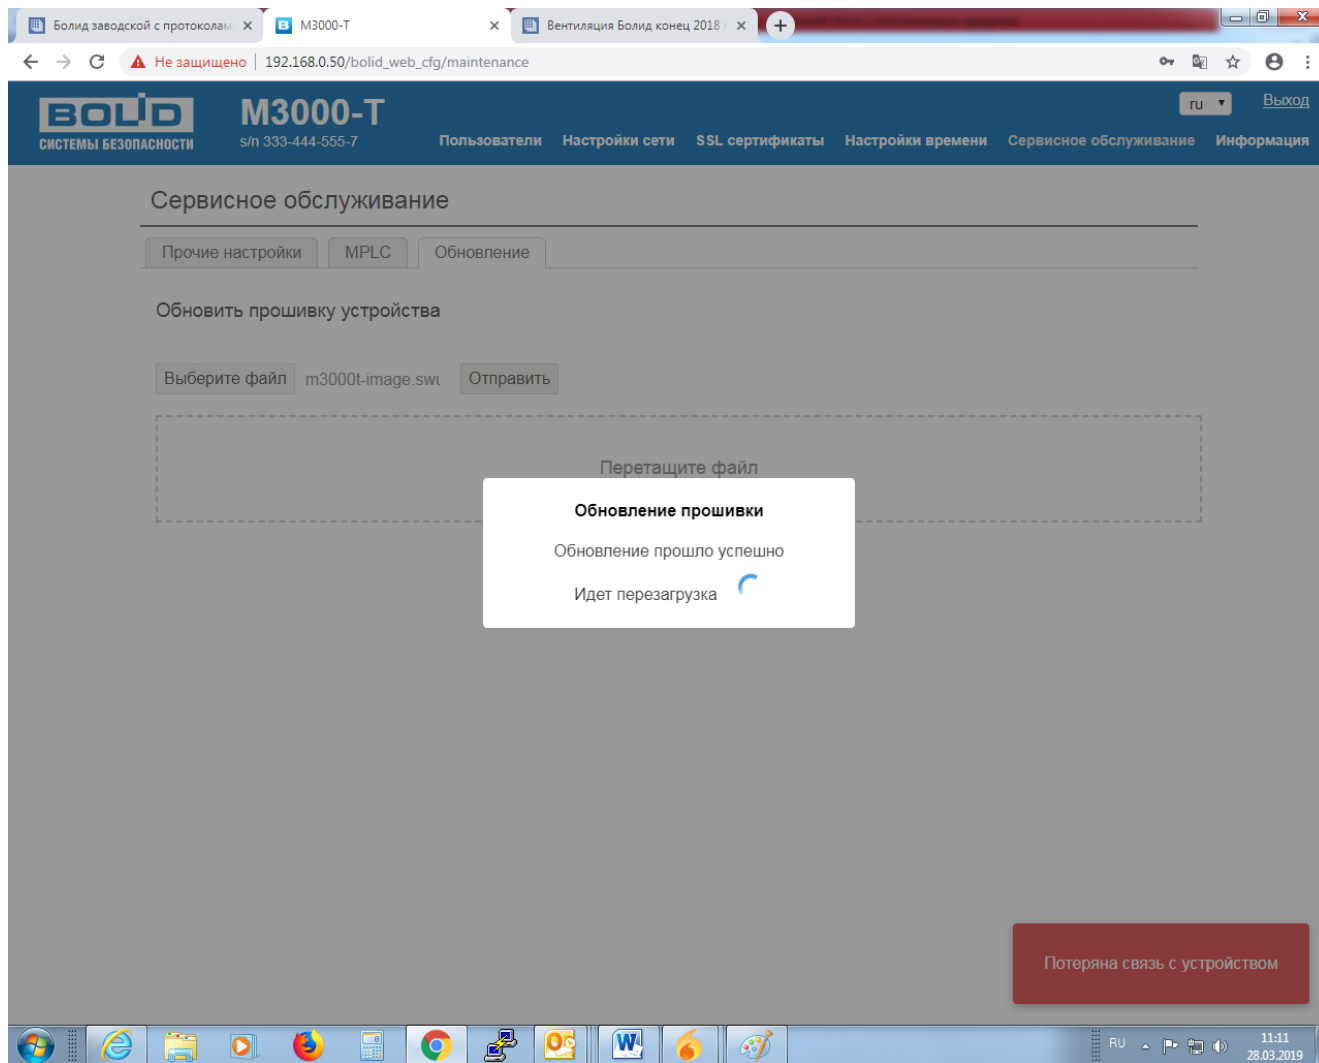 Болид заводской с протоколам
M3000-T
Вентиляция Болид конец 2018 г
Не защищено | 192.168.0.50/bolid_web_cfg/maintenance
BOLID
СИСТЕМЫ БЕЗОПАСНОСТИ
M3000-T
s/n 333-444-555-7
ru
Выход
Пользователи Настройки сети SSL сертификаты Настройки времени Сервисное обслуживание Информация
Сервисное обслуживание
Прочие настройки MPLC Обновление
Обновить прошивку устройства
Выберите файл m3000t-image.swu Отправить
Перетащите файл
Обновление прошивки
Обновление прошло успешно
Идет перезагрузка
Потеряна связь с устройством
RU
11:11
28.03.2019